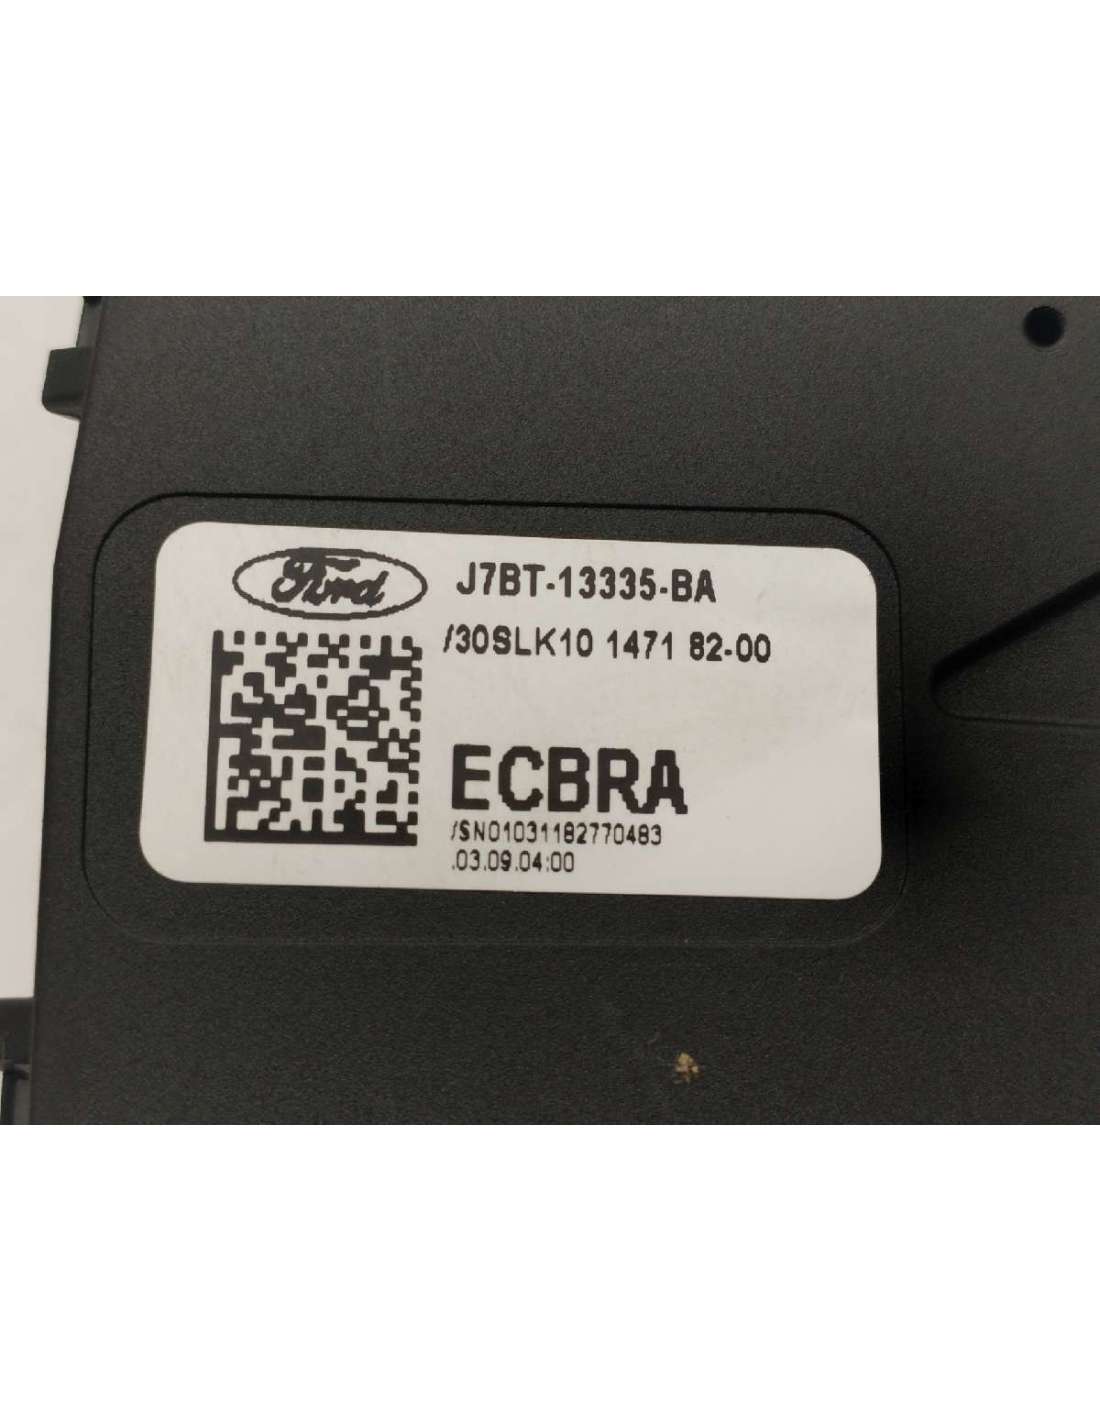 Ford
J7BT-13335-BA
/30SLK10 1471 82-00
ECBRA
/SN01031182770483
.03.09.04:00